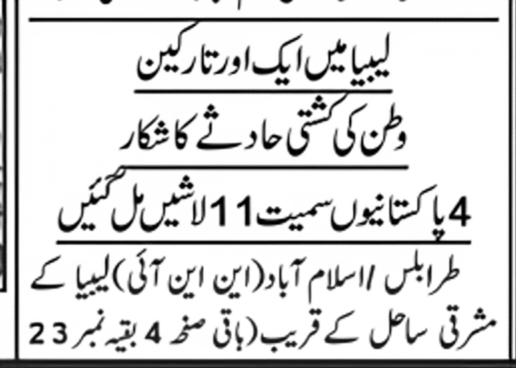 لیبیا میں ایک اور تارکین
وطن کی کشتی حادثے کا شکار
4 پاکستانیوں سمیت 11 لاشیں مل گئیں
طرابلس /اسلام آباد(این این آئی)لیبیا کے
مشرقی ساحل کے قریب(باقی صفحہ 4 بقیہ نمبر 23